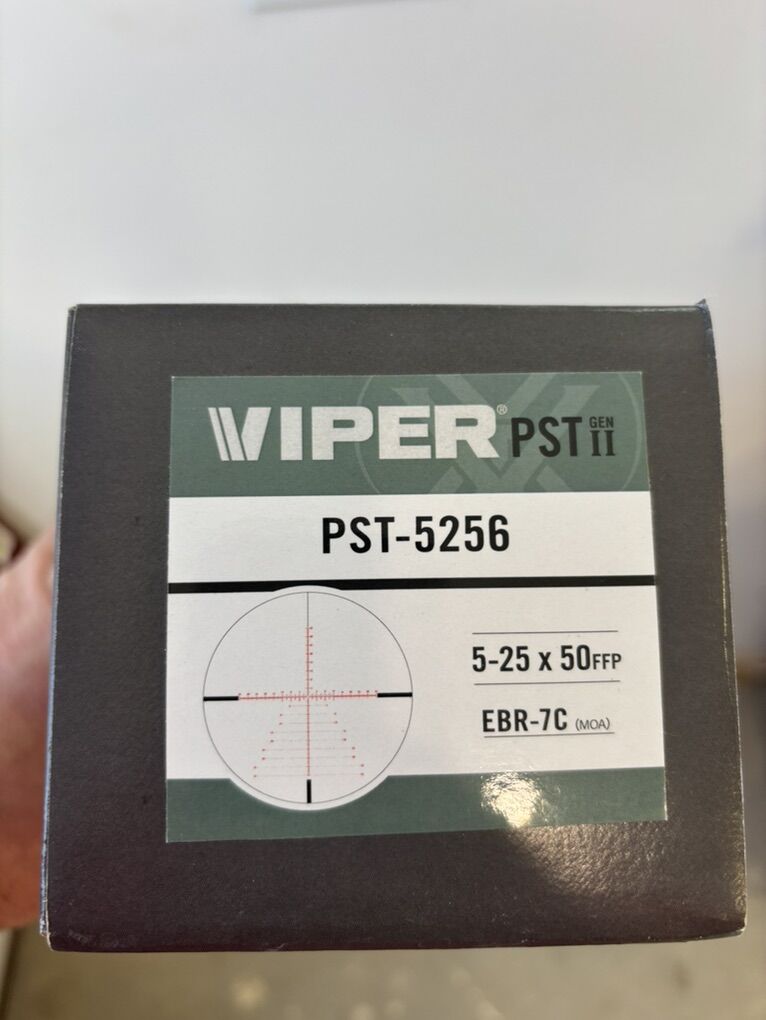 VIPER® PST GEN II
PST-5256
5-25 x 50FFP
EBR-7C (MOA)